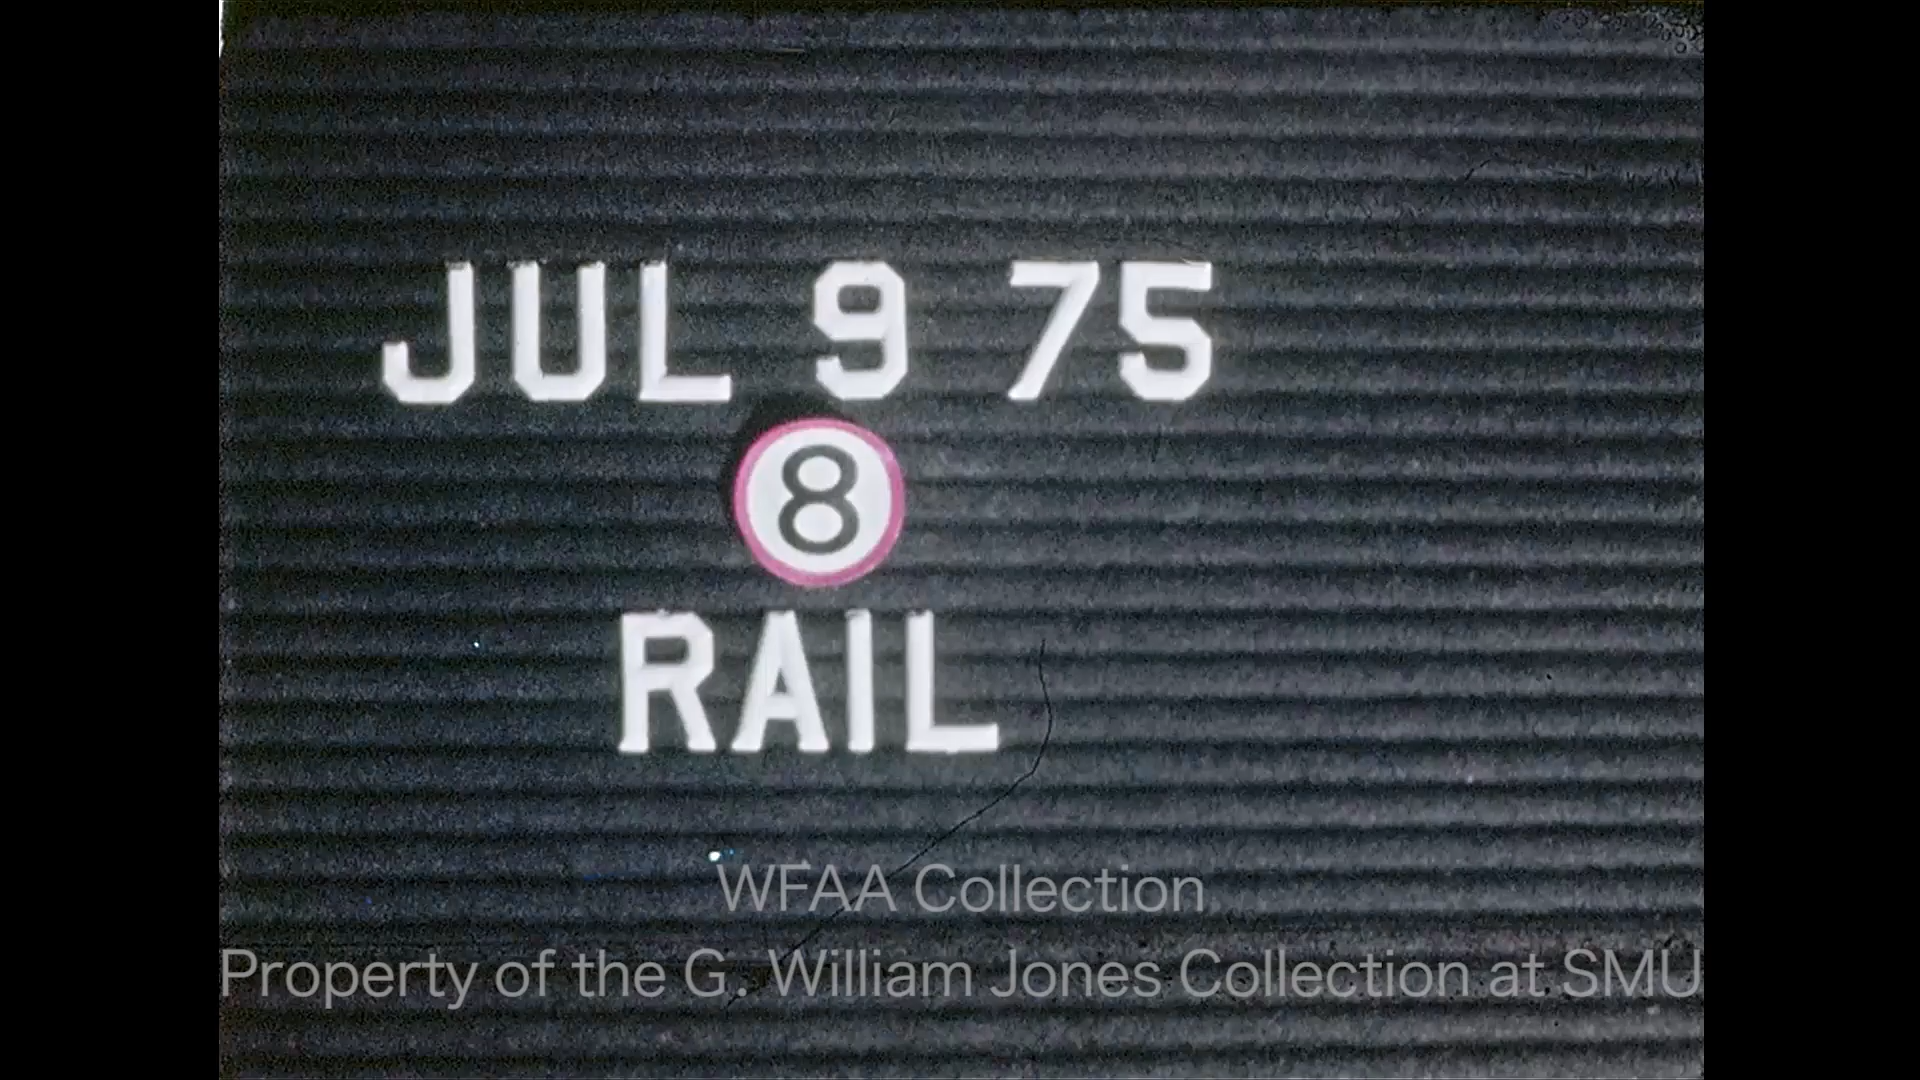 JUL 9 75
8
RAIL
WFAA Collection
Property of the G. William Jones Collection at SMU